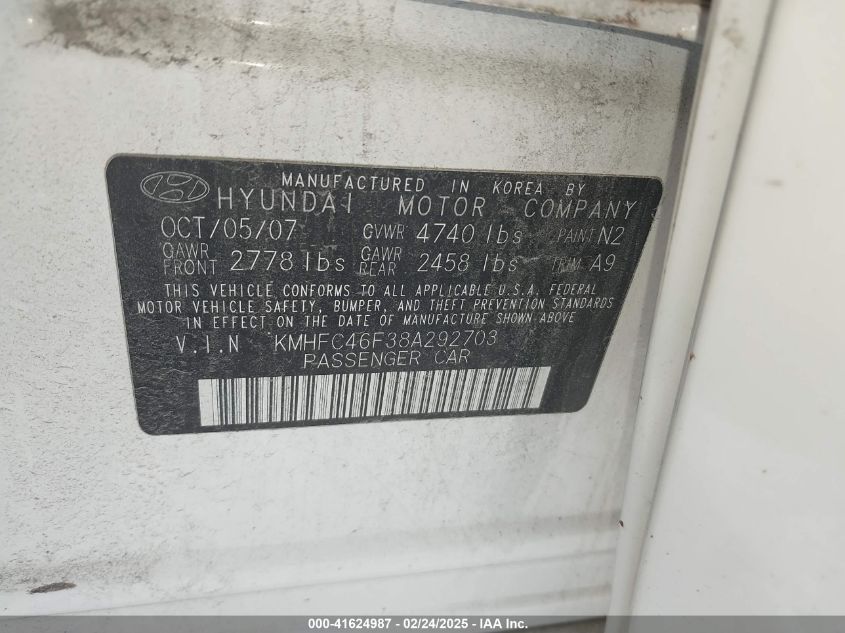 MANUFACTURED IN KOREA BY
HYUNDAI MOTOR COMPANY
OCT/05/07 GVWR 4740 lbs PAINT N2
GAWR FRONT 2778 lbs GAWR REAR 2458 lbs TRIM A9
THIS VEHICLE CONFORMS TO ALL APPLICABLE U.S.A. FEDERAL
MOTOR VEHICLE SAFETY, BUMPER, AND THEFT PREVENTION STANDARDS
IN EFFECT ON THE DATE OF MANUFACTURE SHOWN ABOVE
V.I.N KMHFC46F38A292703
PASSENGER CAR
000-41624987 - 02/24/2025 - IAA Inc.